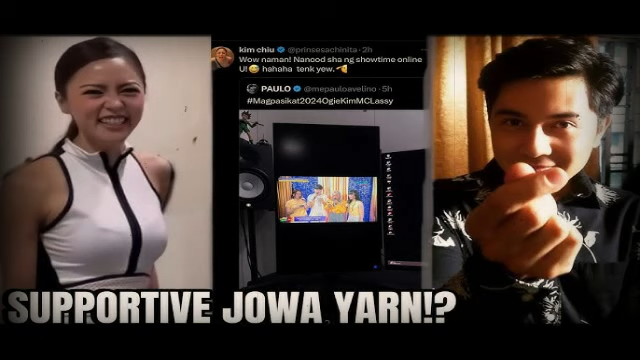 kim chiu @prinsesachinita · 2h
Wow naman! Nanood sha ng showtime online
U!😅 hahaha tenk yew.
PAULO @mepauloavelino · 5h
#Magpasikat2024OgieKimMCLassy
SUPPORTIVE JOWA YARN!?